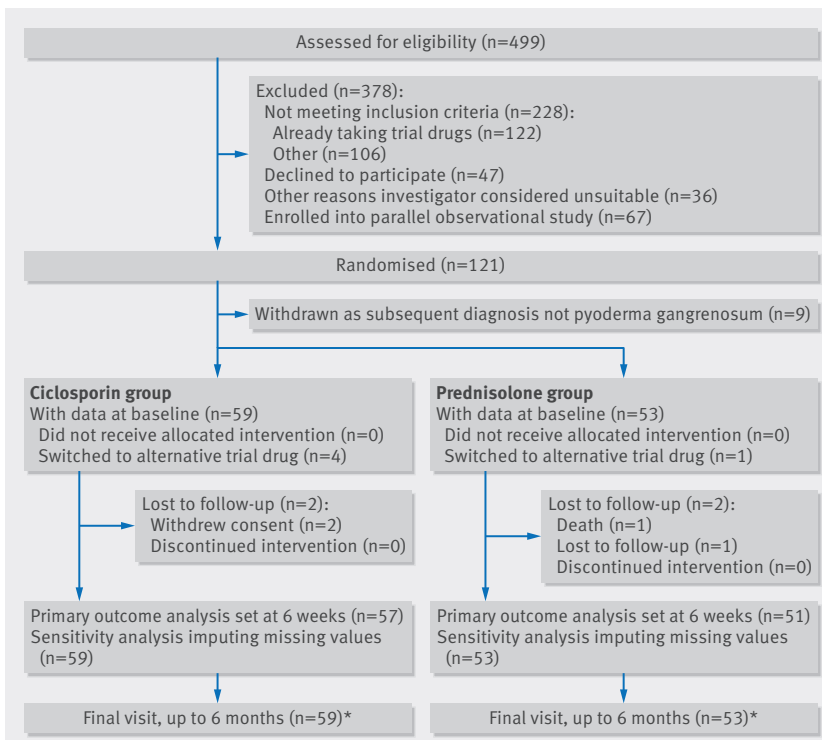 Assessed for eligibility (n=499)
Excluded (n=378):
Not meeting inclusion criteria (n=228):
Already taking trial drugs (n=122)
Other (n=106)
Declined to participate (n=47)
Other reasons investigator considered unsuitable (n=36)
Enrolled into parallel observational study (n=67)
Randomised (n=121)
Withdrawn as subsequent diagnosis not pyoderma gangrenosum (n=9)
Ciclosporin group
With data at baseline (n=59)
Did not receive allocated intervention (n=0)
Switched to alternative trial drug (n=4)
Prednisolone group
With data at baseline (n=53)
Did not receive allocated intervention (n=0)
Switched to alternative trial drug (n=1)
Lost to follow-up (n=2):
Withdrew consent (n=2)
Discontinued intervention (n=0)
Lost to follow-up (n=2):
Death (n=1)
Lost to follow-up (n=1)
Discontinued intervention (n=0)
Primary outcome analysis set at 6 weeks (n=57)
Sensitivity analysis imputing missing values
(n=59)
Primary outcome analysis set at 6 weeks (n=51)
Sensitivity analysis imputing missing values
(n=53)
Final visit, up to 6 months (n=59)*
Final visit, up to 6 months (n=53)*